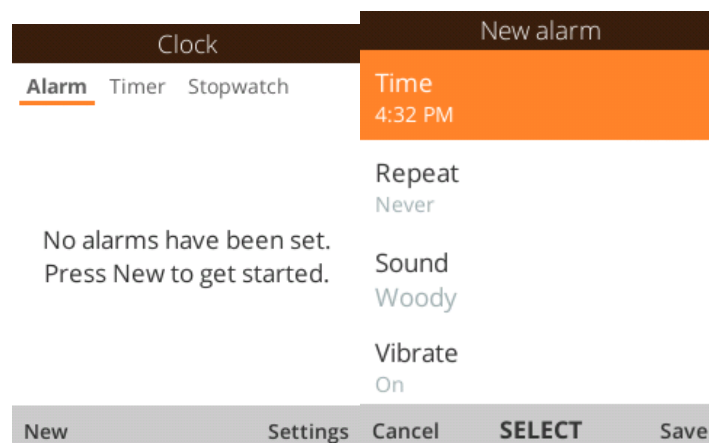 Clock
Alarm Timer Stopwatch
No alarms have been set.
Press New to get started.
New Settings
New alarm
Time
4:32 PM
Repeat
Never
Sound
Woody
Vibrate
On
Cancel SELECT Save